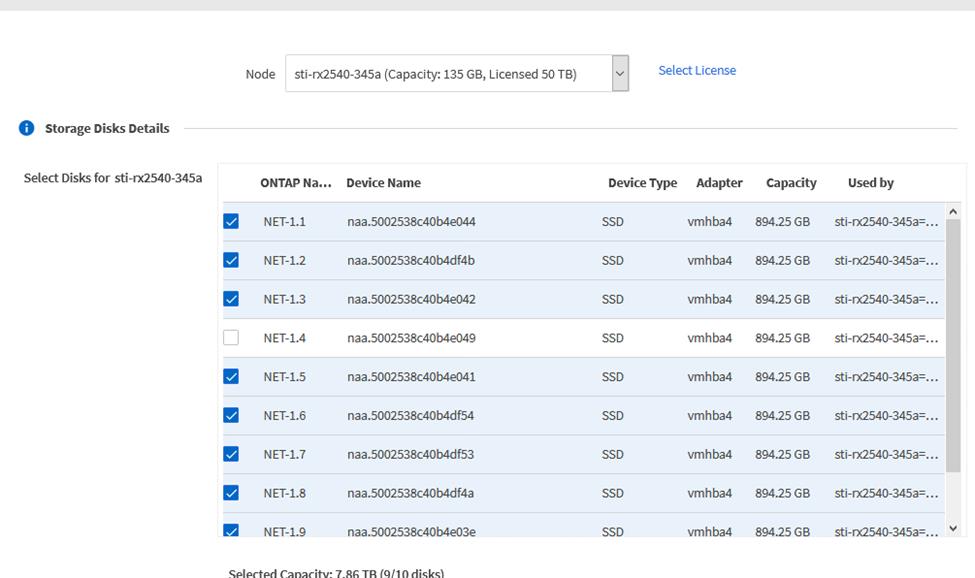 Node sti-rx2540-345a (Capacity: 135 GB, Licensed 50 TB) Select License
Storage Disks Details
Select Disks for sti-rx2540-345a
ONTAP Na... Device Name Device Type Adapter Capacity Used by
NET-1.1 naa.5002538c40b4e044 SSD vmhba4 894.25 GB sti-rx2540-345a=...
NET-1.2 naa.5002538c40b4df4b SSD vmhba4 894.25 GB sti-rx2540-345a=...
NET-1.3 naa.5002538c40b4e042 SSD vmhba4 894.25 GB sti-rx2540-345a=...
NET-1.4 naa.5002538c40b4e049 SSD vmhba4 894.25 GB sti-rx2540-345a=...
NET-1.5 naa.5002538c40b4e041 SSD vmhba4 894.25 GB sti-rx2540-345a=...
NET-1.6 naa.5002538c40b4df54 SSD vmhba4 894.25 GB sti-rx2540-345a=...
NET-1.7 naa.5002538c40b4df53 SSD vmhba4 894.25 GB sti-rx2540-345a=...
NET-1.8 naa.5002538c40b4df4a SSD vmhba4 894.25 GB sti-rx2540-345a=...
NET-1.9 naa.5002538c40b4e03e SSD vmhba4 894.25 GB sti-rx2540-345a=...
Selected Capacity: 7.86 TB (9/10 disks)